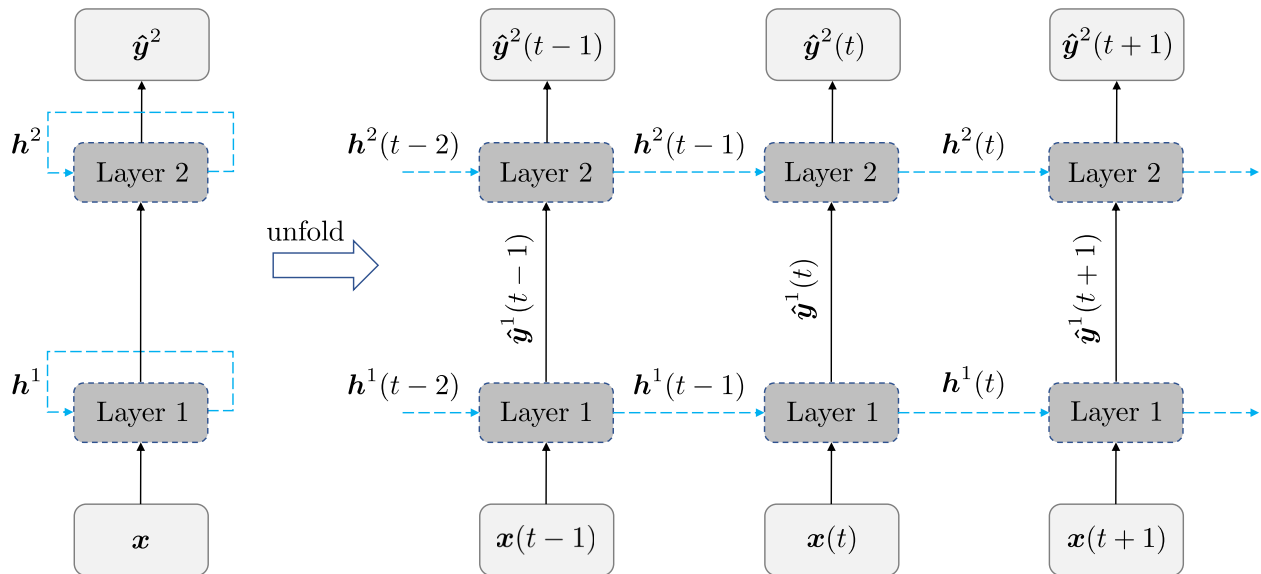 ŷ²
ŷ²(t − 1)
ŷ²(t)
ŷ²(t + 1)
h²
h²(t − 2)
h²(t − 1)
h²(t)
Layer 2
Layer 2
Layer 2
Layer 2
unfold
ŷ¹(t − 1)
ŷ¹(t)
ŷ¹(t + 1)
h¹
h¹(t − 2)
h¹(t − 1)
h¹(t)
Layer 1
Layer 1
Layer 1
Layer 1
x
x(t − 1)
x(t)
x(t + 1)